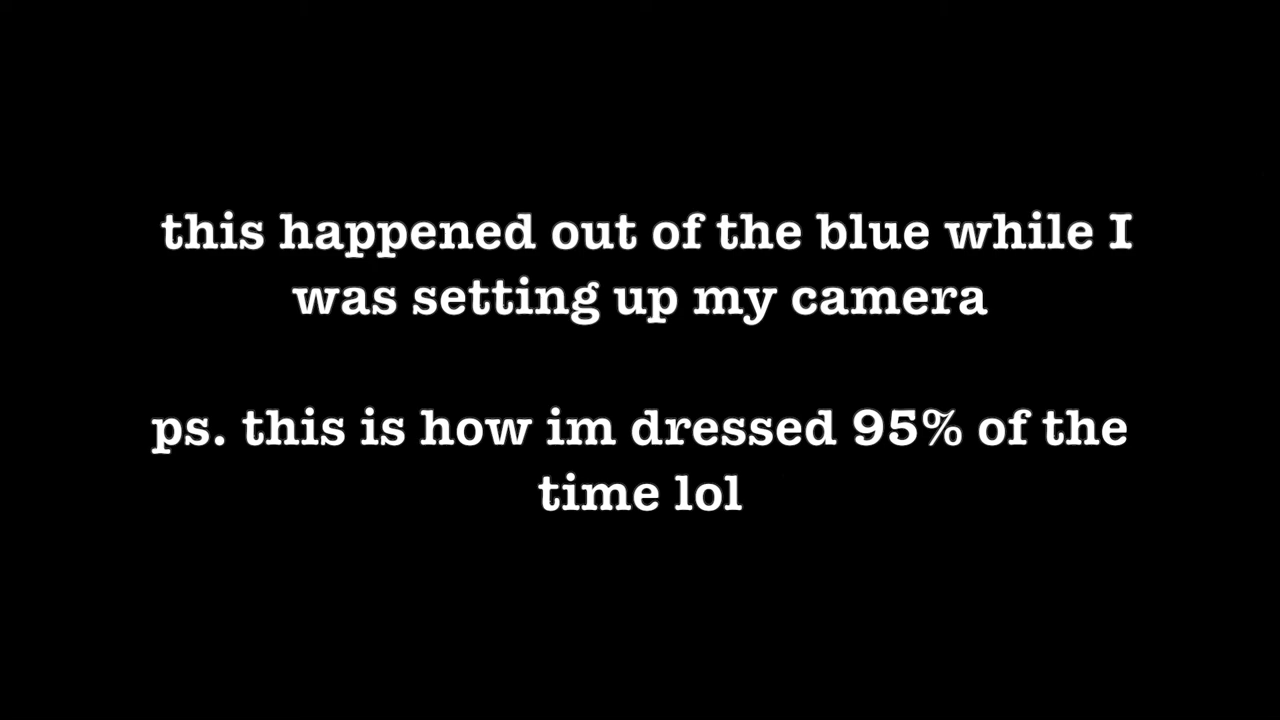 this happened out of the blue while I
was setting up my camera
ps. this is how im dressed 95% of the
time lol